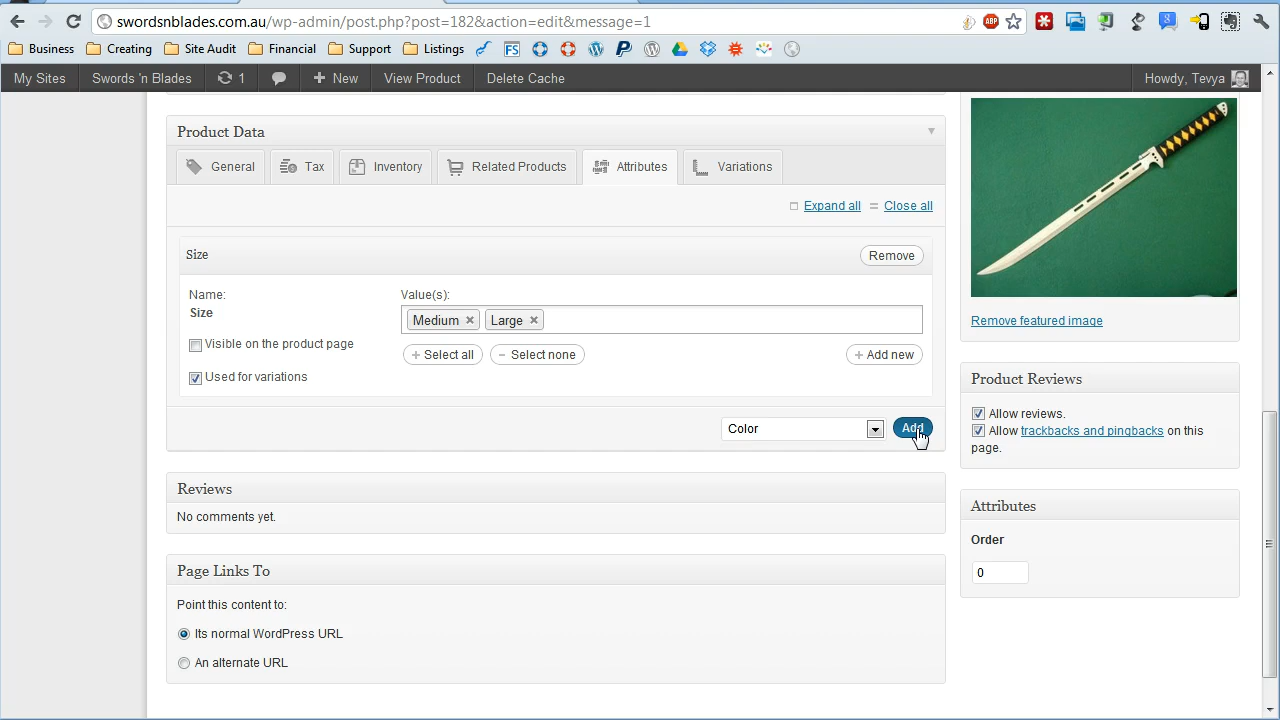 swordsnblades.com.au/wp-admin/post.php?post=182&action=edit&message=1
Business Creating Site Audit Financial Support Listings
My Sites Swords 'n Blades 1 New View Product Delete Cache Howdy, Tevya
Product Data
General Tax Inventory Related Products Attributes Variations
Expand all Close all
Size Remove
Name: Value(s):
Size Medium Large
Visible on the product page
Select all Select none Add new
Used for variations
Color Add
Reviews
No comments yet.
Page Links To
Point this content to:
Its normal WordPress URL
An alternate URL
Remove featured image
Product Reviews
Allow reviews.
Allow trackbacks and pingbacks on this
page.
Attributes
Order
0